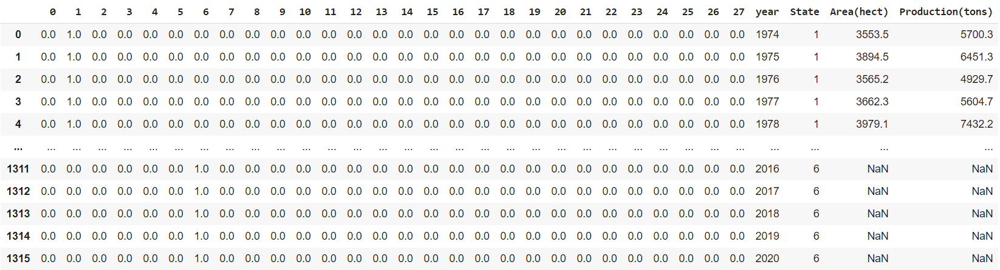 0 1 2 3 4 5 6 7 8 9 10 11 12 13 14 15 16 17 18 19 20 21 22 23 24 25 26 27 year State Area(hect) Production(tons)
0 0.0 1.0 0.0 0.0 0.0 0.0 0.0 0.0 0.0 0.0 0.0 0.0 0.0 0.0 0.0 0.0 0.0 0.0 0.0 0.0 0.0 0.0 0.0 0.0 0.0 0.0 0.0 0.0 1974 1 3553.5 5700.3
1 0.0 1.0 0.0 0.0 0.0 0.0 0.0 0.0 0.0 0.0 0.0 0.0 0.0 0.0 0.0 0.0 0.0 0.0 0.0 0.0 0.0 0.0 0.0 0.0 0.0 0.0 0.0 0.0 1975 1 3894.5 6451.3
2 0.0 1.0 0.0 0.0 0.0 0.0 0.0 0.0 0.0 0.0 0.0 0.0 0.0 0.0 0.0 0.0 0.0 0.0 0.0 0.0 0.0 0.0 0.0 0.0 0.0 0.0 0.0 0.0 1976 1 3565.2 4929.7
3 0.0 1.0 0.0 0.0 0.0 0.0 0.0 0.0 0.0 0.0 0.0 0.0 0.0 0.0 0.0 0.0 0.0 0.0 0.0 0.0 0.0 0.0 0.0 0.0 0.0 0.0 0.0 0.0 1977 1 3662.3 5604.7
4 0.0 1.0 0.0 0.0 0.0 0.0 0.0 0.0 0.0 0.0 0.0 0.0 0.0 0.0 0.0 0.0 0.0 0.0 0.0 0.0 0.0 0.0 0.0 0.0 0.0 0.0 0.0 0.0 1978 1 3979.1 7432.2
... ... ... ... ... ... ... ... ... ... ... ... ... ... ... ... ... ... ... ... ... ... ... ... ... ... ... ... ... ... ... ... ...
1311 0.0 0.0 0.0 0.0 0.0 0.0 1.0 0.0 0.0 0.0 0.0 0.0 0.0 0.0 0.0 0.0 0.0 0.0 0.0 0.0 0.0 0.0 0.0 0.0 0.0 0.0 0.0 0.0 2016 6 NaN NaN
1312 0.0 0.0 0.0 0.0 0.0 0.0 1.0 0.0 0.0 0.0 0.0 0.0 0.0 0.0 0.0 0.0 0.0 0.0 0.0 0.0 0.0 0.0 0.0 0.0 0.0 0.0 0.0 0.0 2017 6 NaN NaN
1313 0.0 0.0 0.0 0.0 0.0 0.0 1.0 0.0 0.0 0.0 0.0 0.0 0.0 0.0 0.0 0.0 0.0 0.0 0.0 0.0 0.0 0.0 0.0 0.0 0.0 0.0 0.0 0.0 2018 6 NaN NaN
1314 0.0 0.0 0.0 0.0 0.0 0.0 1.0 0.0 0.0 0.0 0.0 0.0 0.0 0.0 0.0 0.0 0.0 0.0 0.0 0.0 0.0 0.0 0.0 0.0 0.0 0.0 0.0 0.0 2019 6 NaN NaN
1315 0.0 0.0 0.0 0.0 0.0 0.0 1.0 0.0 0.0 0.0 0.0 0.0 0.0 0.0 0.0 0.0 0.0 0.0 0.0 0.0 0.0 0.0 0.0 0.0 0.0 0.0 0.0 0.0 2020 6 NaN NaN